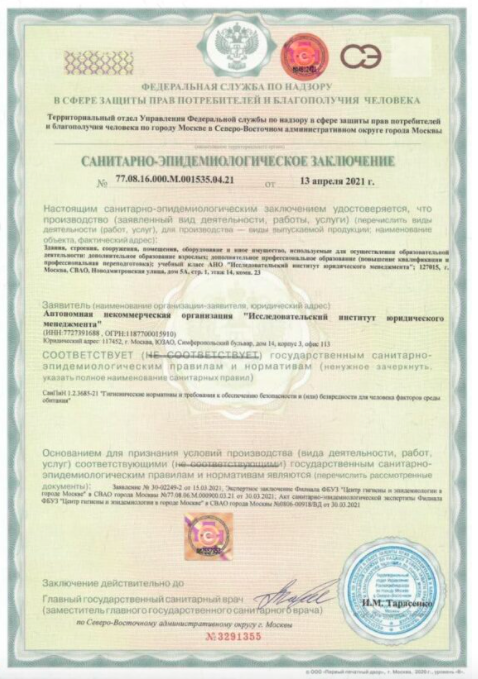 СЭ
ФЕДЕРАЛЬНАЯ СЛУЖБА ПО НАДЗОРУ
В СФЕРЕ ЗАЩИТЫ ПРАВ ПОТРЕБИТЕЛЕЙ И БЛАГОПОЛУЧИЯ ЧЕЛОВЕКА
Территориальный отдел Управления Федеральной службы по надзору в сфере защиты прав потребителей
и благополучия человека по городу Москве в Северо-Восточном административном округе города Москвы
САНИТАРНО-ЭПИДЕМИОЛОГИЧЕСКОЕ ЗАКЛЮЧЕНИЕ
№ 77.08.16.000.М.001535.04.21 от 13 апреля 2021 г.
Настоящим санитарно-эпидемиологическим заключением удостоверяется, что
производство (заявленный вид деятельности, работы, услуги) (перечислить виды
деятельности (работ, услуг), для производства — виды выпускаемой продукции; наименование
объекта, фактический адрес):
Здания, строения, сооружения, помещения, оборудование и иное имущество, используемые для осуществления образовательной
деятельности: дополнительное образование взрослых; дополнительное профессиональное образование (повышение квалификации и
профессиональная переподготовка); учебный класс АНО "Исследовательский институт юридического менеджмента"; 127015, г.
Москва, СВАО, Новодмитровская улица, дом 5А, стр. 1, этаж 14, комн. 23
Заявитель (наименование организации-заявителя, юридический адрес)
Автономная некоммерческая организация "Исследовательский институт юридического
менеджмента"
(ИНН:7727391688 , ОГРН:1187700015910)
Юридический адрес: 117452, г. Москва, ЮЗАО, Симферопольский бульвар, дом 14, корпус 3, офис 113
СООТВЕТСТВУЕТ (НЕ СООТВЕТСТВУЕТ) государственным санитарно-
эпидемиологическим правилам и нормативам (ненужное зачеркнуть,
указать полное наименование санитарных правил)
СанПиН 1.2.3685-21 "Гигиенические нормативы и требования к обеспечению безопасности и (или) безвредности для человека факторов среды
обитания"
Основанием для признания условий производства (вида деятельности, работ,
услуг) соответствующими (не соответствующими) государственным санитарно-
эпидемиологическим правилам и нормативам являются (перечислить рассмотренные
документы): Заявление № 30-02249-2 от 15.03.2021, Экспертное заключение Филиала ФБУЗ "Центр гигиены и эпидемиологии в
городе Москве" в СВАО города Москвы №77.08.16.М.000900.03.21 от 30.03.2021; Акт санитарно-эпидемиологической экспертизы Филиала
ФБУЗ "Центр гигиены и эпидемиологии в городе Москве" в СВАО города Москвы №0806-00918/ВД от 30.03.2021
Заключение действительно до
Главный государственный санитарный врач
(заместитель главного государственного санитарного врача)
И.М. Тарасенко
по Северо-Восточному административному округу г. Москвы
№3291355